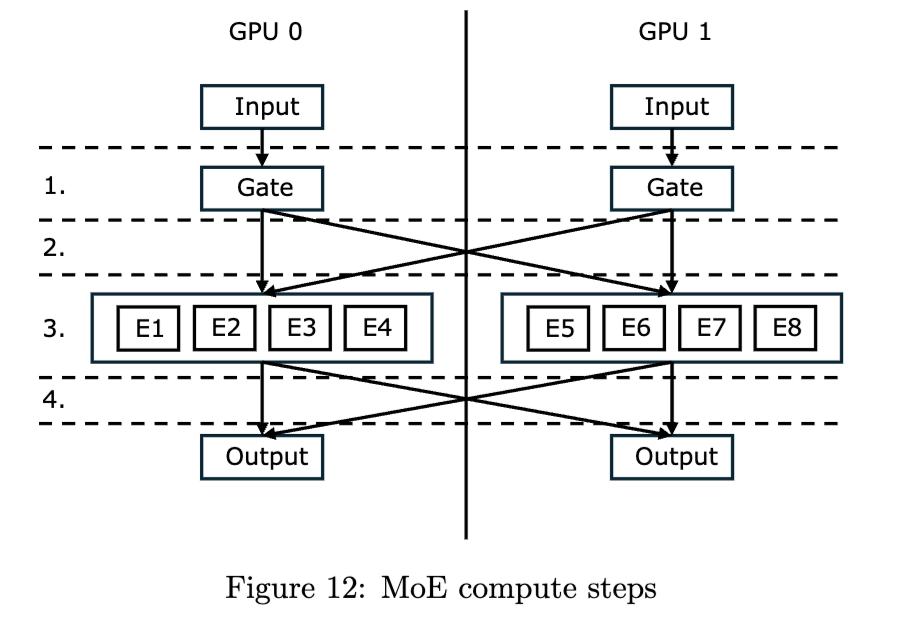 GPU 0 GPU 1
Input Input
1. Gate Gate
2.
3. E1 E2 E3 E4 E5 E6 E7 E8
4.
Output Output
Figure 12: MoE compute steps